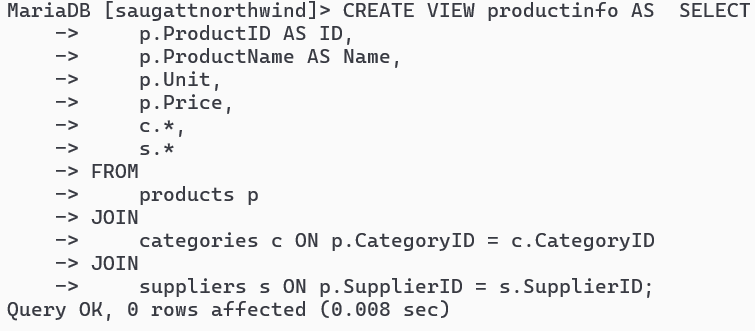 MariaDB [saugattnorthwind]> CREATE VIEW productinfo AS  SELECT
    ->     p.ProductID AS ID,
    ->     p.ProductName AS Name,
    ->     p.Unit,
    ->     p.Price,
    ->     c.*,
    ->     s.*
    -> FROM
    ->     products p
    -> JOIN
    ->     categories c ON p.CategoryID = c.CategoryID
    -> JOIN
    ->     suppliers s ON p.SupplierID = s.SupplierID;
Query OK, 0 rows affected (0.008 sec)